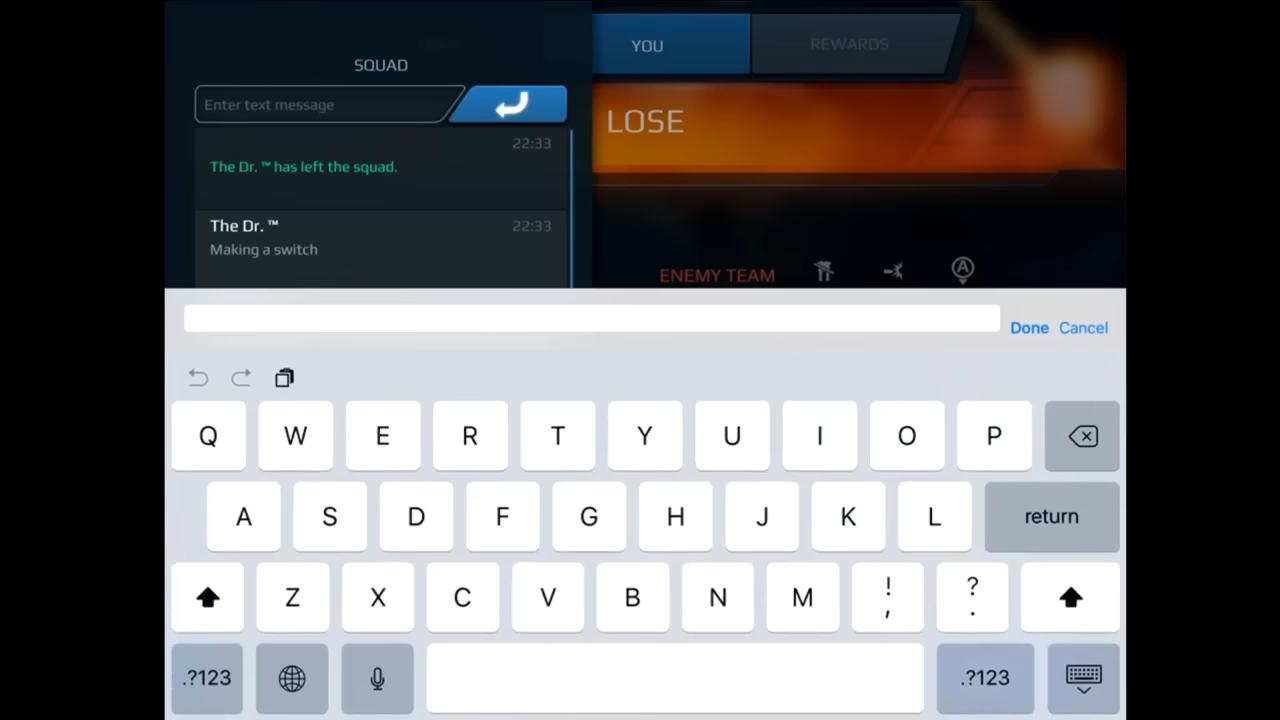 YOU
REWARDS
SQUAD
Enter text message
LOSE
22:33
The Dr. ™ has left the squad.
The Dr. ™
22:33
Making a switch
ENEMY TEAM
A
Done Cancel
Q W E R T Y U I O P
A S D F G H J K L return
Z X C V B N M ! , ? .
.?123 .?123